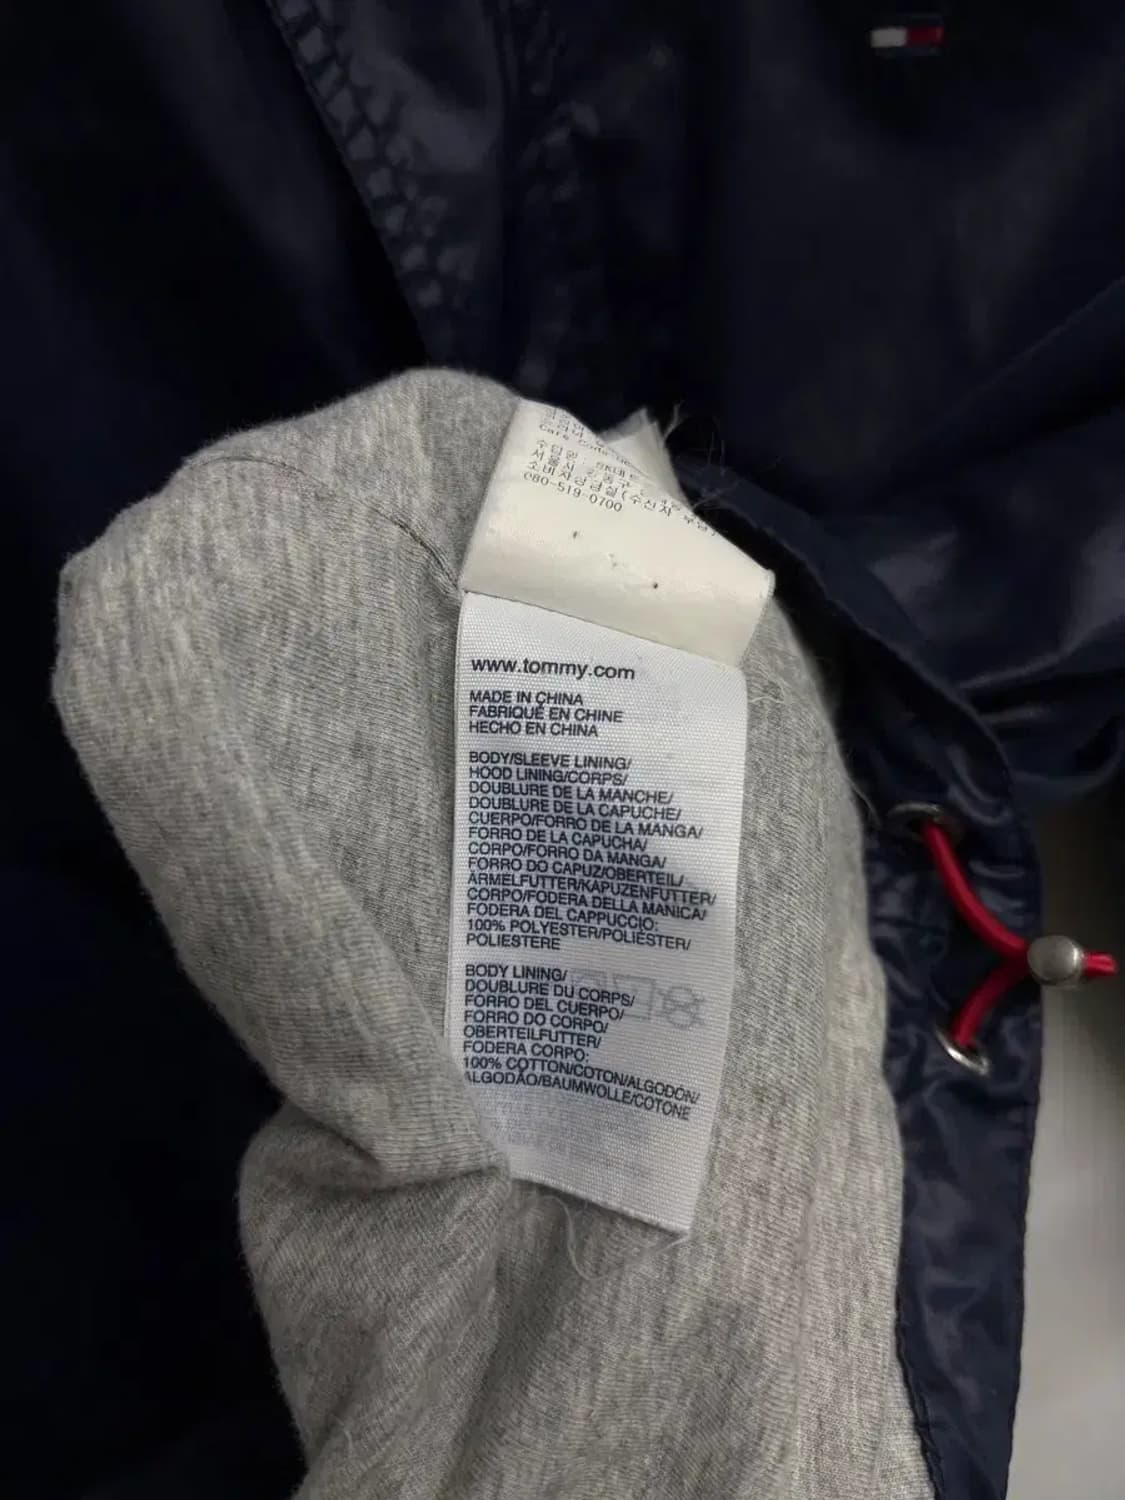 Care
080-519-0700
www.tommy.com
MADE IN CHINA
FABRIQUÉ EN CHINE
HECHO EN CHINA
BODY/SLEEVE LINING/
HOOD LINING/CORPS/
DOUBLURE DE LA MANCHE/
DOUBLURE DE LA CAPUCHE/
CUERPO/FORRO DE LA MANGA/
FORRO DE LA CAPUCHA/
CORPO/FORRO DA MANGA/
FORRO DO CAPUZ/OBERTEIL/
ÄRMELFUTTER/KAPUZENFUTTER/
CORPO/FODERA DELLA MANICA/
FODERA DEL CAPPUCCIO:
100% POLYESTER/POLIÉSTER/
POLIESTERE
BODY LINING/
DOUBLURE DU CORPS/
FORRO DEL CUERPO/
FORRO DO CORPO/
OBERTEILFUTTER/
FODERA CORPO:
100% COTTON/COTON/ALGODÓN/
ALGODÃO/BAUMWOLLE/COTONE